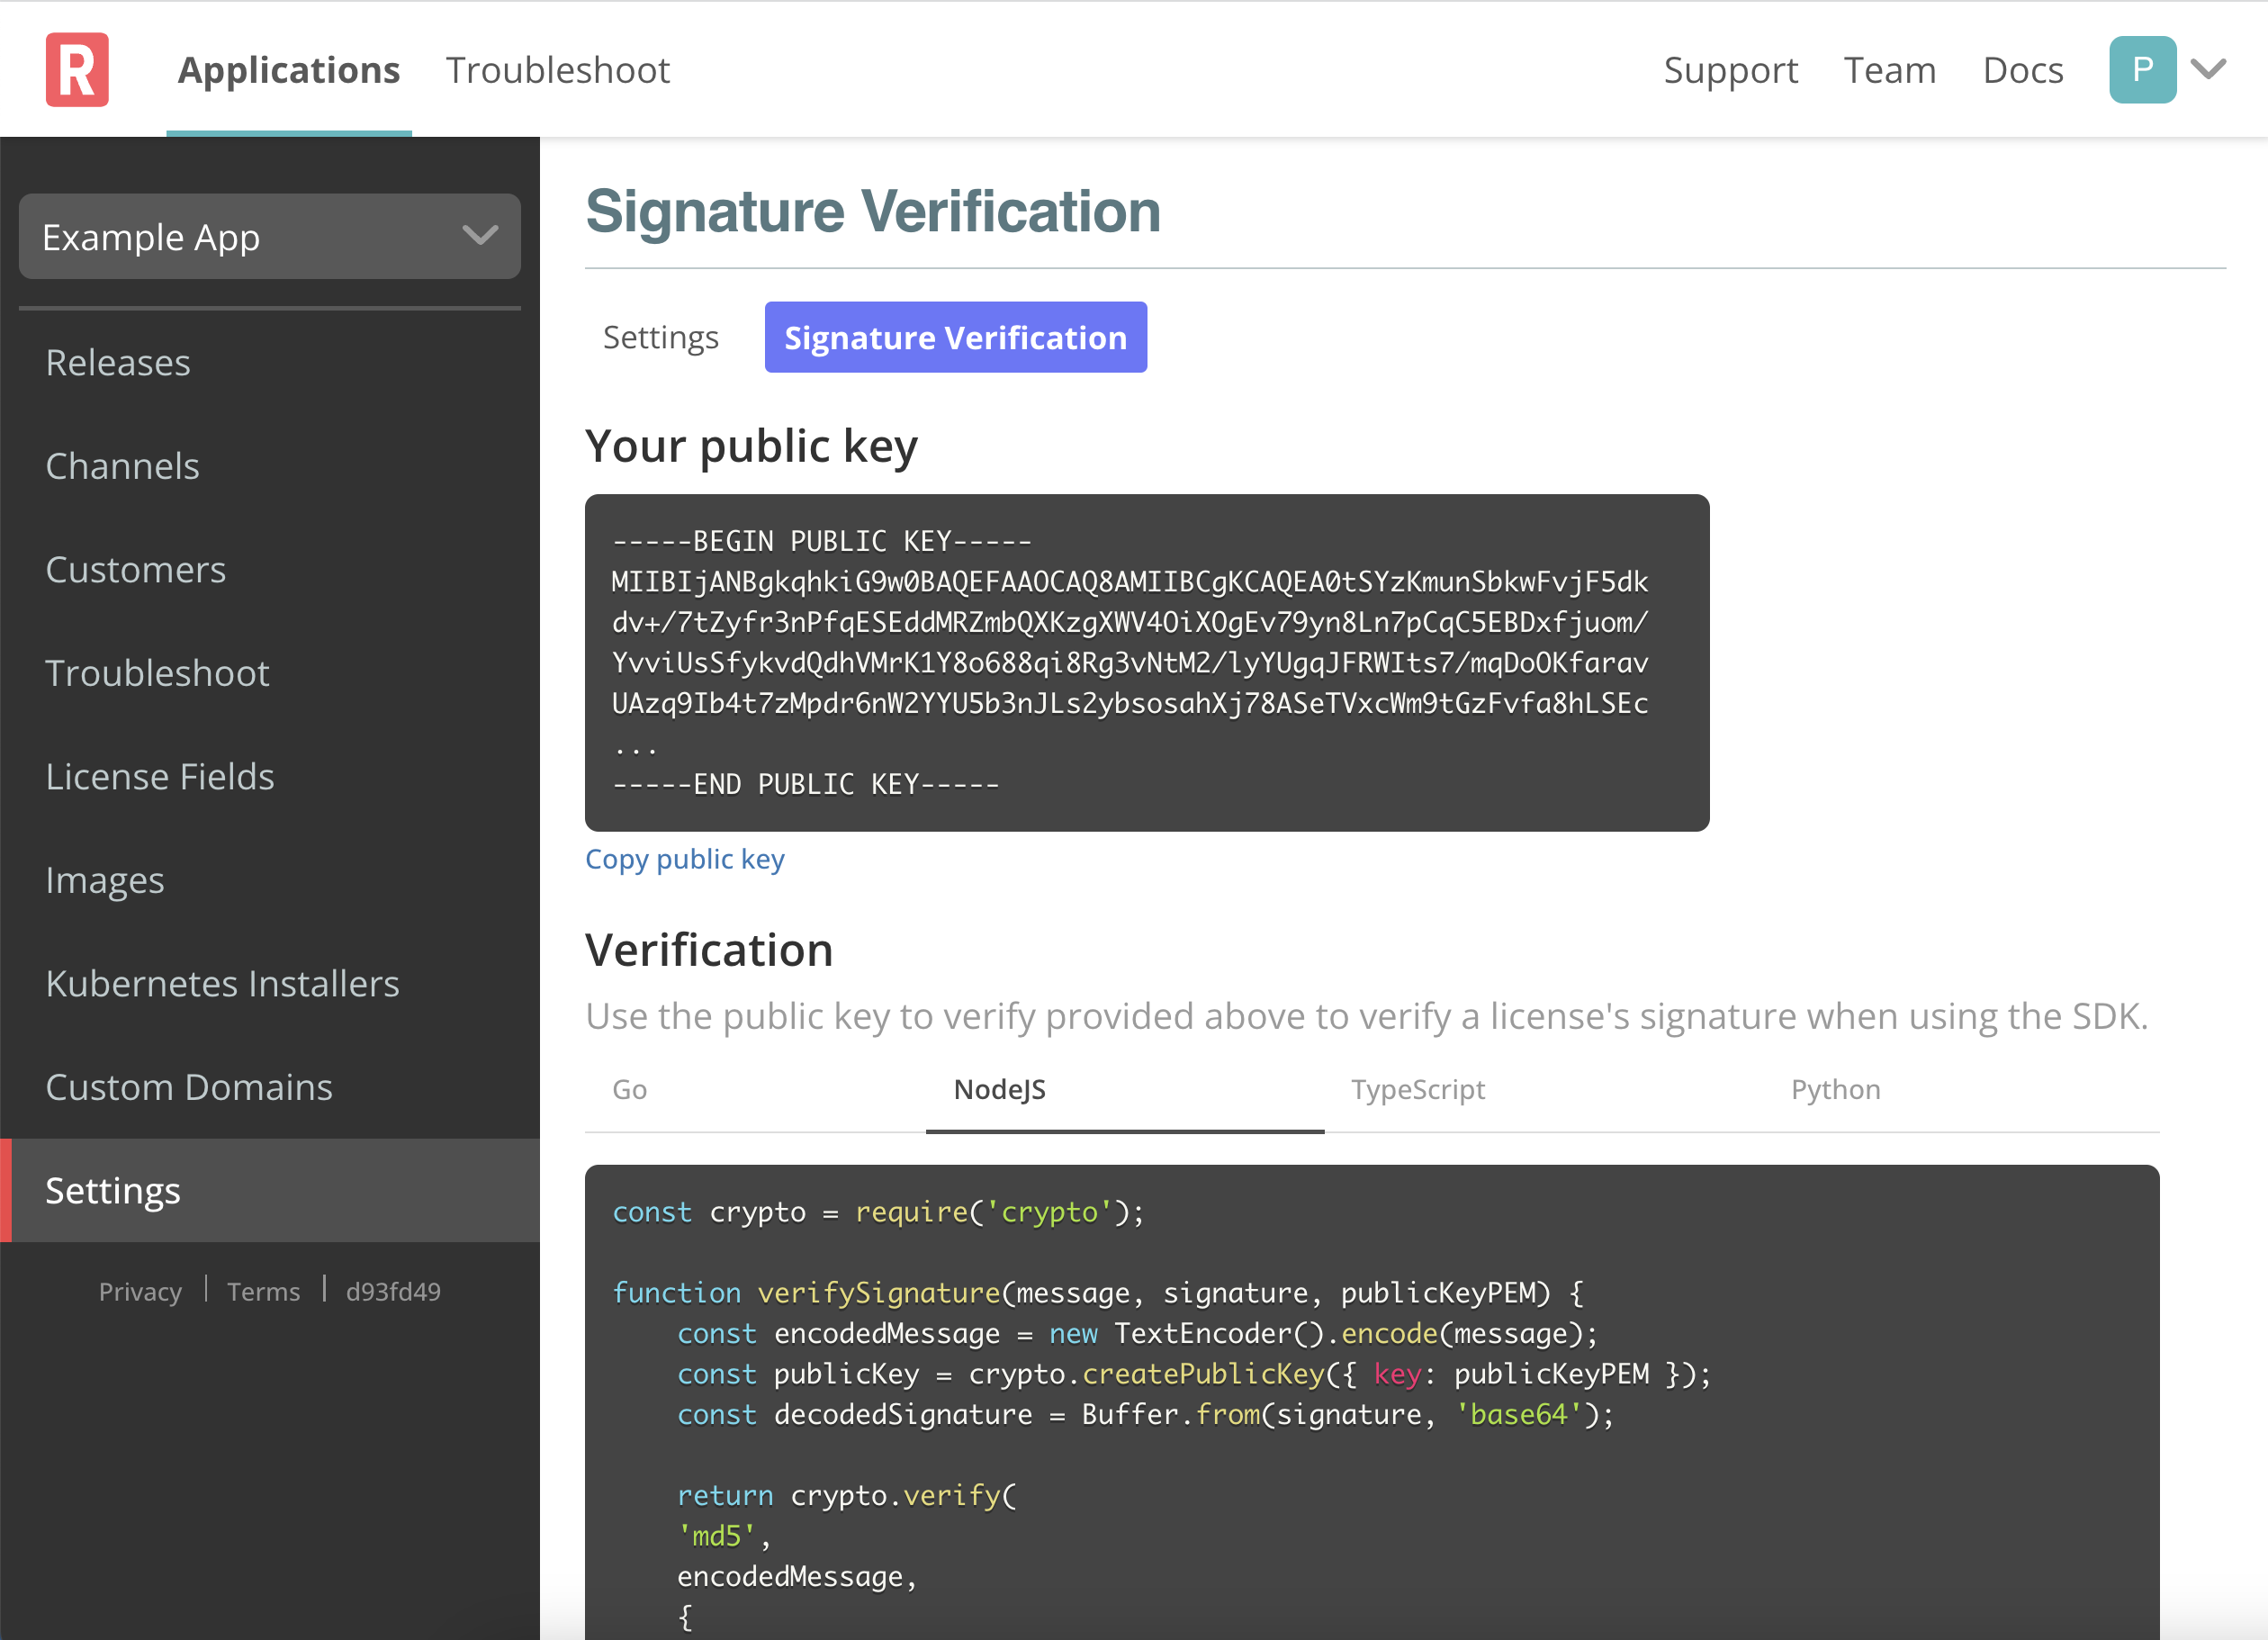 R
Applications
Troubleshoot
Support
Team
Docs
P
Example App
Releases
Channels
Customers
Troubleshoot
License Fields
Images
Kubernetes Installers
Custom Domains
Settings
Privacy | Terms | d93fd49
Signature Verification
Settings
Signature Verification
Your public key
-----BEGIN PUBLIC KEY-----
MIIBIjANBgkqhkiG9w0BAQEFAAOCAQ8AMIIBCgKCAQEA0tSYzKmunSbkwFvjF5dk
dv+/7tZyfr3nPfqESEddMRZmbQXKzgXWV4OiXOgEv79yn8Ln7pCqC5EBDxfjuom/
YvviUsSfykvdQdhVMrK1Y8o688qi8Rg3vNtM2/lyYUgqJFRWIts7/mqDoOKfarav
UAzq9Ib4t7zMpdr6nW2YYU5b3nJLs2ybsosahXj78ASeTVxcWm9tGzFvfa8hLSEc
...
-----END PUBLIC KEY-----
Copy public key
Verification
Use the public key to verify provided above to verify a license's signature when using the SDK.
Go
NodeJS
TypeScript
Python
const crypto = require('crypto');
function verifySignature(message, signature, publicKeyPEM) {
const encodedMessage = new TextEncoder().encode(message);
const publicKey = crypto.createPublicKey({ key: publicKeyPEM });
const decodedSignature = Buffer.from(signature, 'base64');
return crypto.verify(
'md5',
encodedMessage,
{